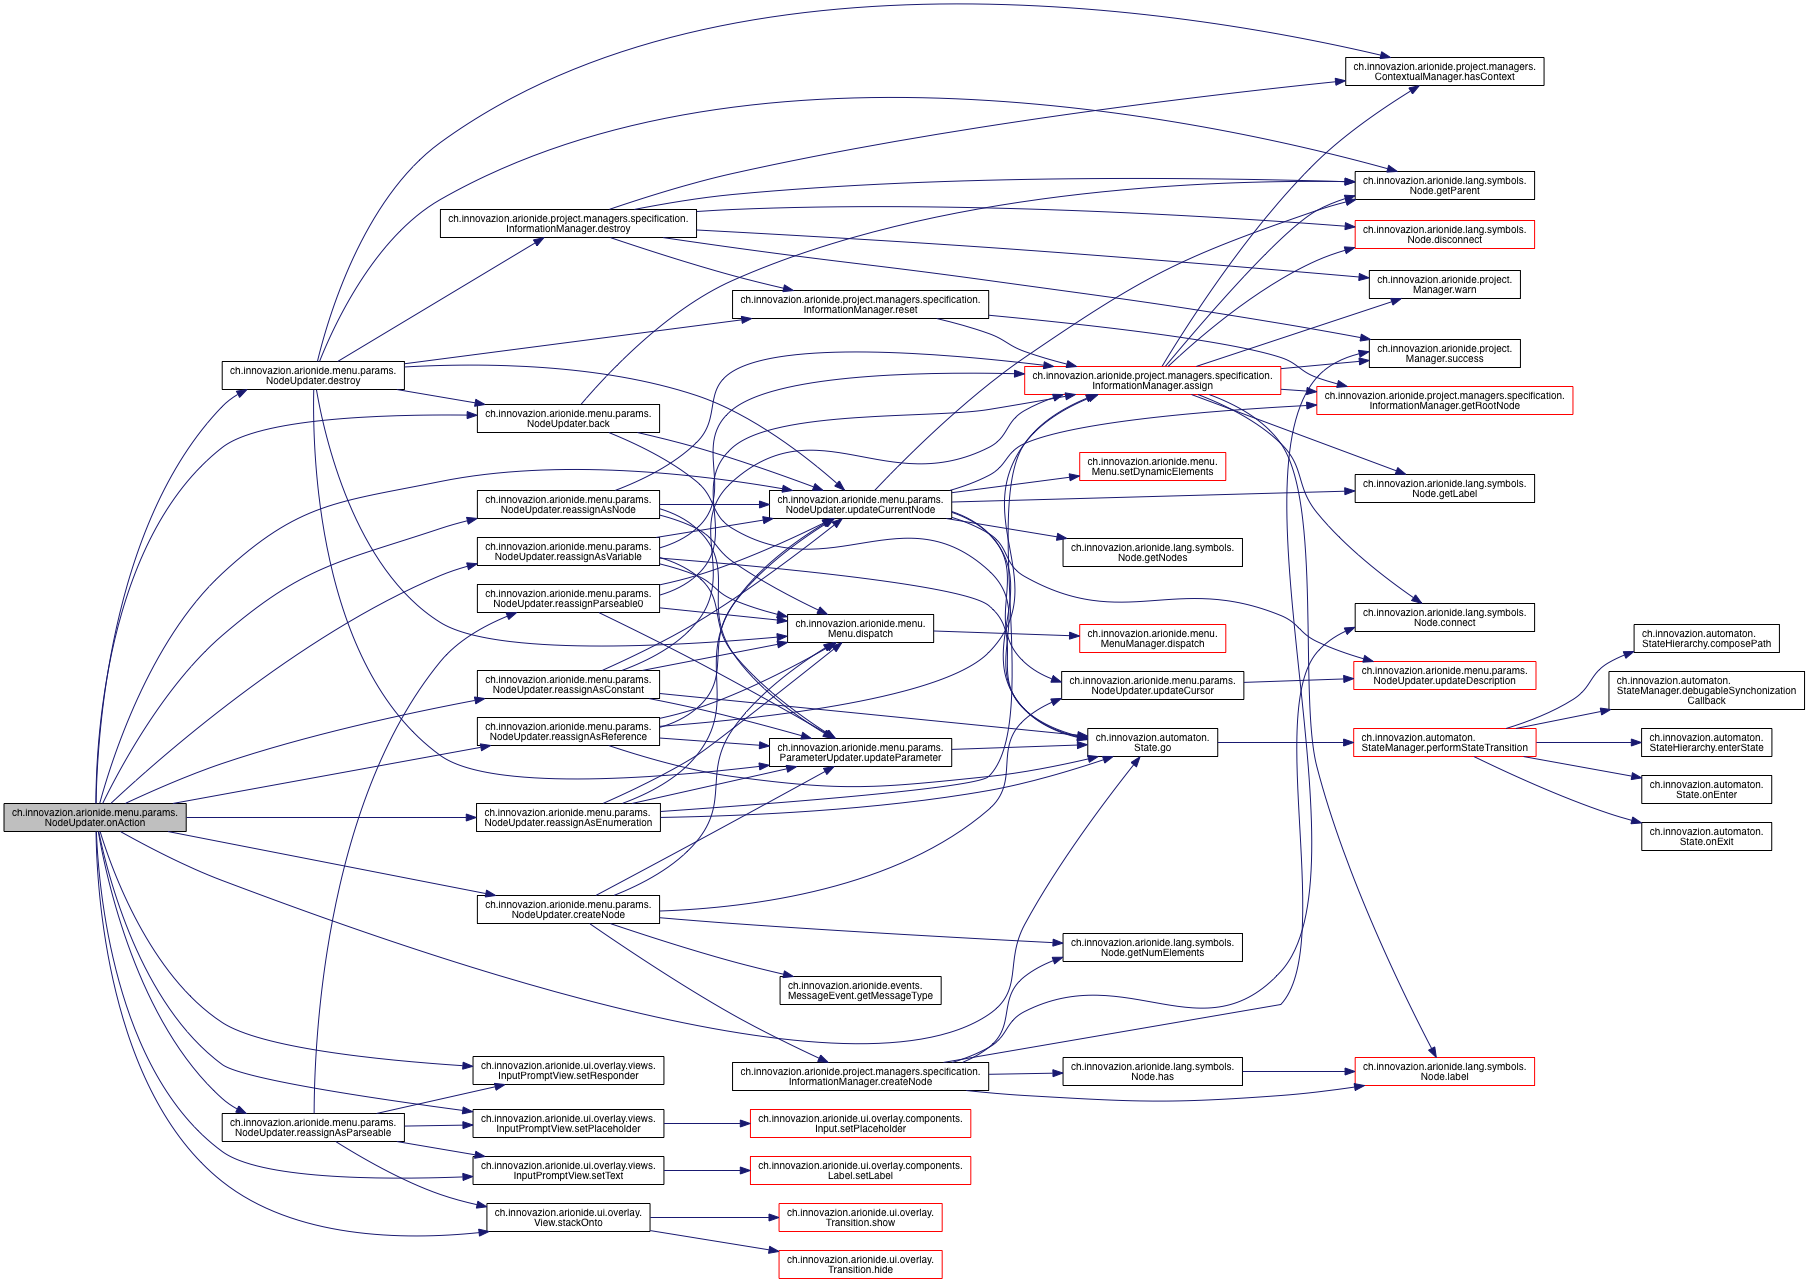 ch.innovazion.arionide.project.managers.
ContextualManager.hasContext
ch.innovazion.arionide.lang.symbols.
Node.getParent
ch.innovazion.arionide.project.managers.specification.
InformationManager.destroy
ch.innovazion.arionide.lang.symbols.
Node.disconnect
ch.innovazion.arionide.project.
Manager.warn
ch.innovazion.arionide.project.managers.specification.
InformationManager.reset
ch.innovazion.arionide.project.
Manager.success
ch.innovazion.arionide.menu.params.
NodeUpdater.destroy
ch.innovazion.arionide.project.managers.specification.
InformationManager.assign
ch.innovazion.arionide.project.managers.specification.
InformationManager.getRootNode
ch.innovazion.arionide.menu.params.
NodeUpdater.back
ch.innovazion.arionide.menu.
Menu.setDynamicElements
ch.innovazion.arionide.lang.symbols.
Node.getLabel
ch.innovazion.arionide.menu.params.
NodeUpdater.reassignAsNode
ch.innovazion.arionide.menu.params.
NodeUpdater.updateCurrentNode
ch.innovazion.arionide.menu.params.
NodeUpdater.reassignAsVariable
ch.innovazion.arionide.lang.symbols.
Node.getNodes
ch.innovazion.arionide.menu.params.
NodeUpdater.reassignParseable0
ch.innovazion.arionide.lang.symbols.
Node.connect
ch.innovazion.arionide.menu.
Menu.dispatch
ch.innovazion.arionide.menu.
MenuManager.dispatch
ch.innovazion.automaton.
StateHierarchy.composePath
ch.innovazion.arionide.menu.params.
NodeUpdater.reassignAsConstant
ch.innovazion.arionide.menu.params.
NodeUpdater.updateCursor
ch.innovazion.arionide.menu.params.
NodeUpdater.updateDescription
ch.innovazion.automaton.
StateManager.debugableSynchonization
Callback
ch.innovazion.arionide.menu.params.
NodeUpdater.reassignAsReference
ch.innovazion.arionide.menu.params.
ParameterUpdater.updateParameter
ch.innovazion.automaton.
State.go
ch.innovazion.automaton.
StateManager.performStateTransition
ch.innovazion.automaton.
StateHierarchy.enterState
ch.innovazion.automaton.
State.onEnter
ch.innovazion.arionide.menu.params.
NodeUpdater.onAction
ch.innovazion.arionide.menu.params.
NodeUpdater.reassignAsEnumeration
ch.innovazion.automaton.
State.onExit
ch.innovazion.arionide.menu.params.
NodeUpdater.createNode
ch.innovazion.arionide.lang.symbols.
Node.getNumElements
ch.innovazion.arionide.events.
MessageEvent.getMessageType
ch.innovazion.arionide.ui.overlay.views.
InputPromptView.setResponder
ch.innovazion.arionide.project.managers.specification.
InformationManager.createNode
ch.innovazion.arionide.lang.symbols.
Node.has
ch.innovazion.arionide.lang.symbols.
Node.label
ch.innovazion.arionide.menu.params.
NodeUpdater.reassignAsParseable
ch.innovazion.arionide.ui.overlay.views.
InputPromptView.setPlaceholder
ch.innovazion.arionide.ui.overlay.components.
Input.setPlaceholder
ch.innovazion.arionide.ui.overlay.views.
InputPromptView.setText
ch.innovazion.arionide.ui.overlay.components.
Label.setLabel
ch.innovazion.arionide.ui.overlay.
View.stackOnto
ch.innovazion.arionide.ui.overlay.
Transition.show
ch.innovazion.arionide.ui.overlay.
Transition.hide